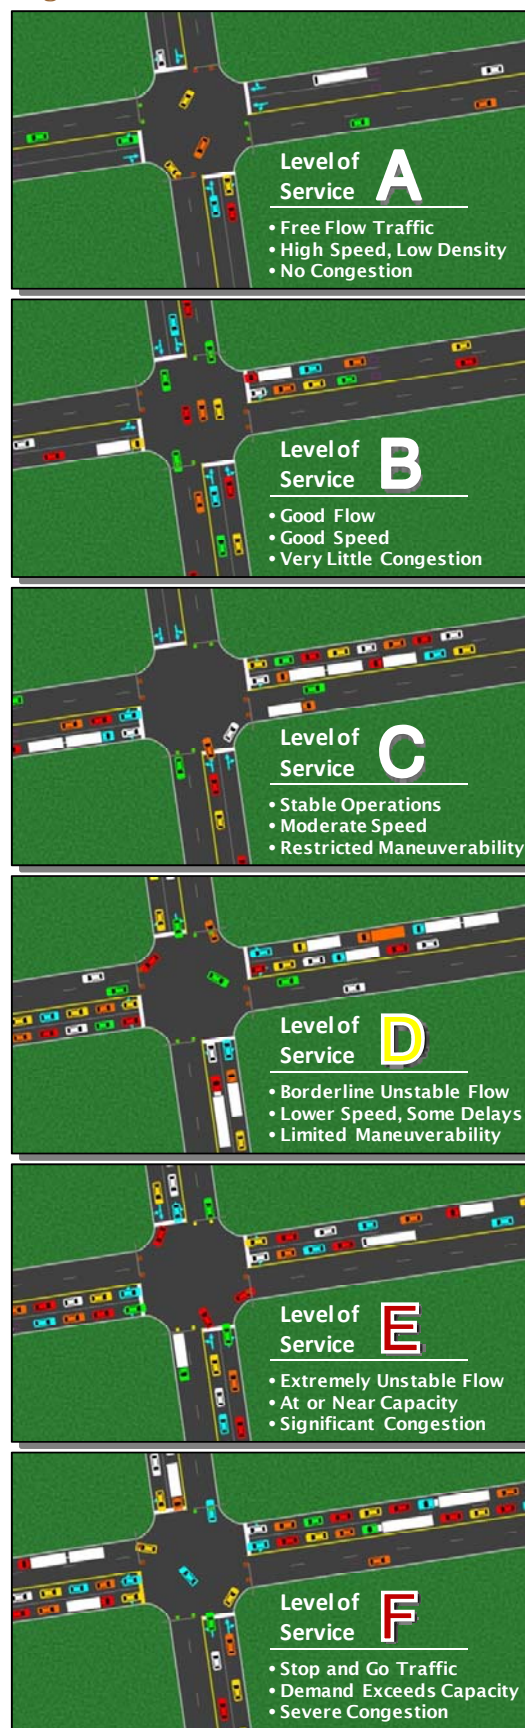 Level of
Service A
• Free Flow Traffic
• High Speed, Low Density
• No Congestion
Level of
Service B
• Good Flow
• Good Speed
• Very Little Congestion
Level of
Service C
• Stable Operations
• Moderate Speed
• Restricted Maneuverability
Level of
Service D
• Borderline Unstable Flow
• Lower Speed, Some Delays
• Limited Maneuverability
Level of
Service E
• Extremely Unstable Flow
• At or Near Capacity
• Significant Congestion
Level of
Service F
• Stop and Go Traffic
• Demand Exceeds Capacity
• Severe Congestion